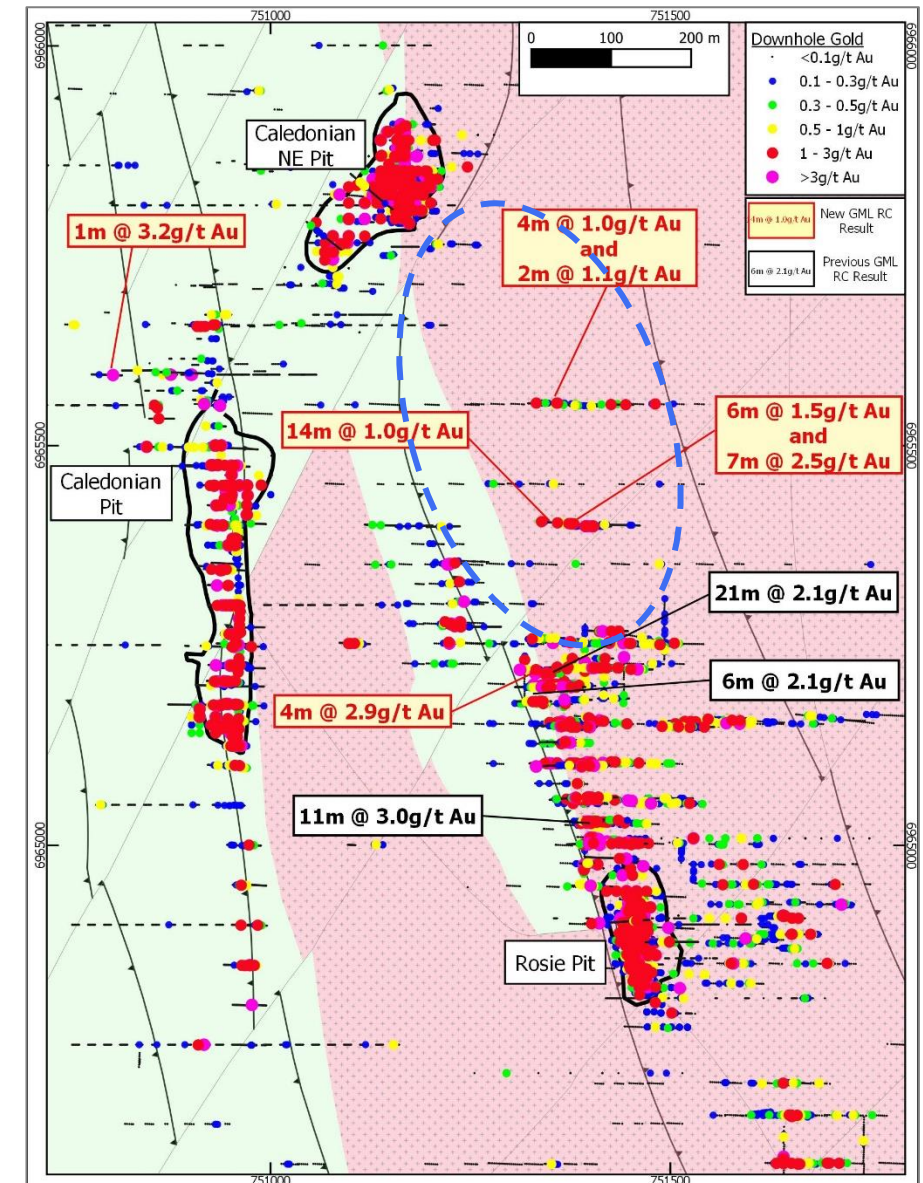 751000
751500
6966000
6966000
0 100 200 m
Downhole Gold
<0.1g/t Au
0.1 - 0.3g/t Au
0.3 - 0.5g/t Au
0.5 - 1g/t Au
1 - 3g/t Au
>3g/t Au
4m @ 1.0g/t Au
New GML RC
Result
6m @ 2.1g/t Au
Previous GML
RC Result
Caledonian
NE Pit
1m @ 3.2g/t Au
4m @ 1.0g/t Au
and
2m @ 1.1g/t Au
14m @ 1.0g/t Au
6m @ 1.5g/t Au
and
7m @ 2.5g/t Au
6965500
6965500
Caledonian
Pit
21m @ 2.1g/t Au
6m @ 2.1g/t Au
4m @ 2.9g/t Au
11m @ 3.0g/t Au
6965000
6965000
Rosie Pit
751000
751500